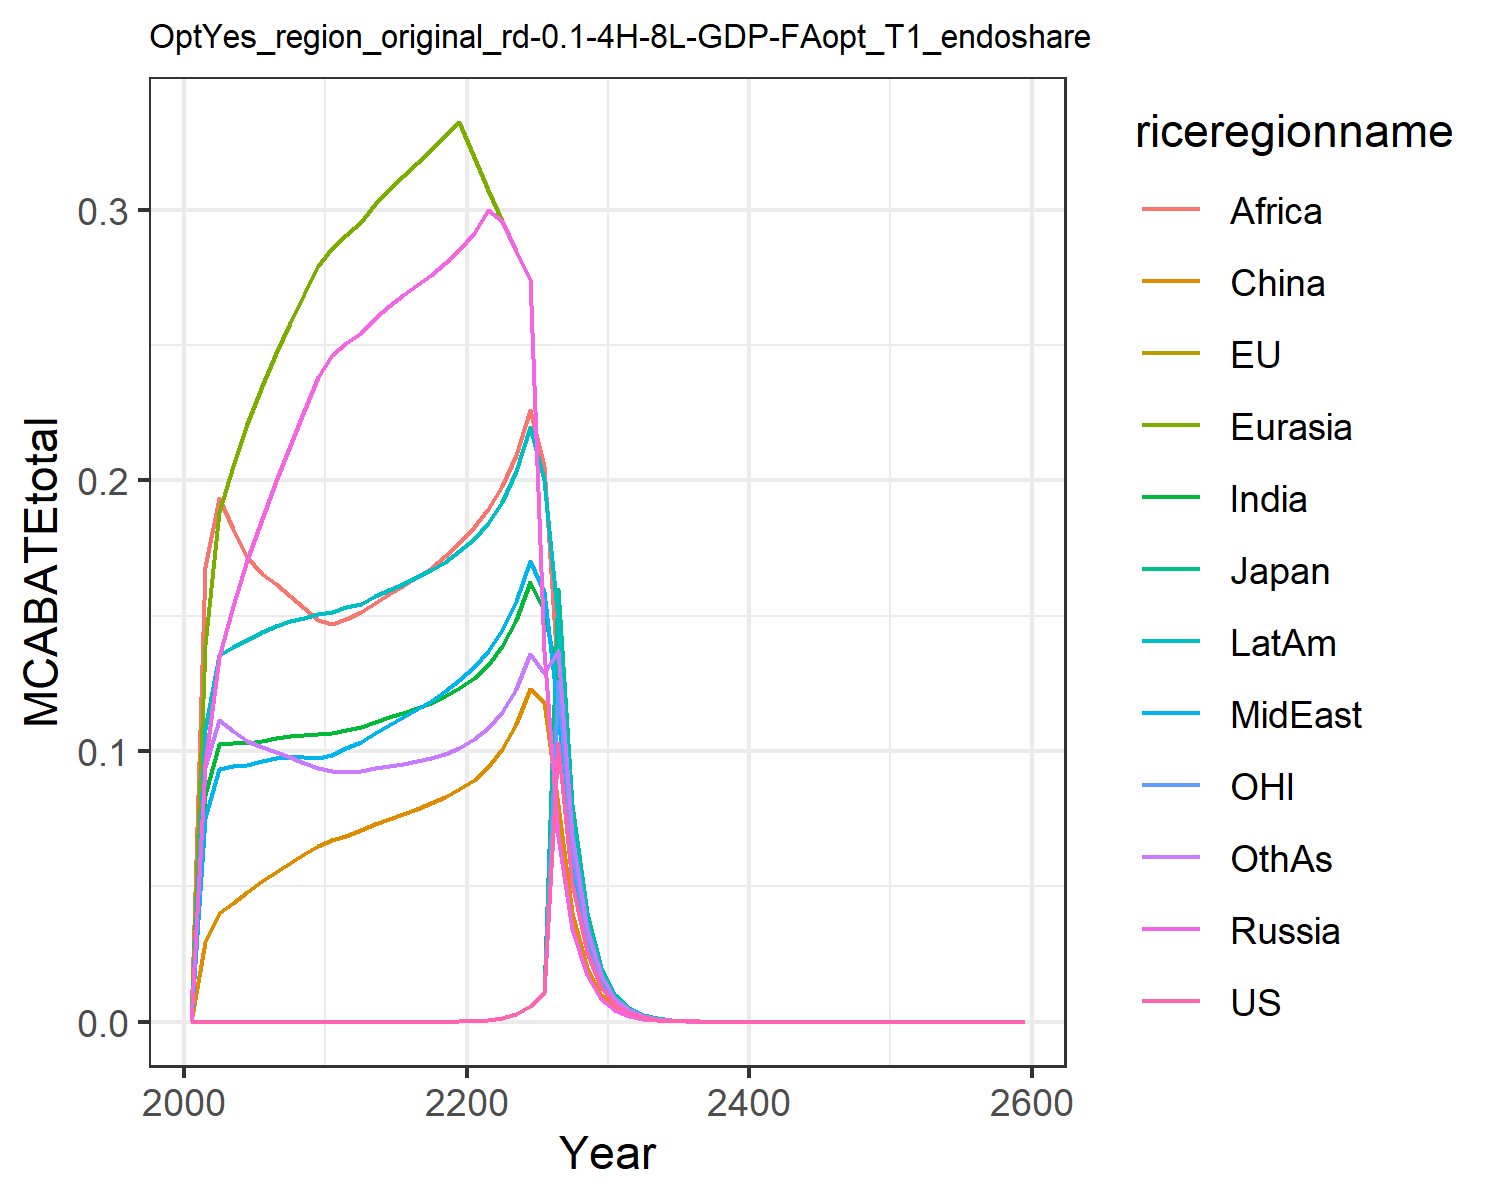 OptYes_region_original_rd-0.1-4H-8L-GDP-FAopt_T1_endoshare
MCABATEtotal
0.3
0.2
0.1
0.0
2000 2200 2400 2600
Year
riceregionname
Africa
China
EU
Eurasia
India
Japan
LatAm
MidEast
OHI
OthAs
Russia
US